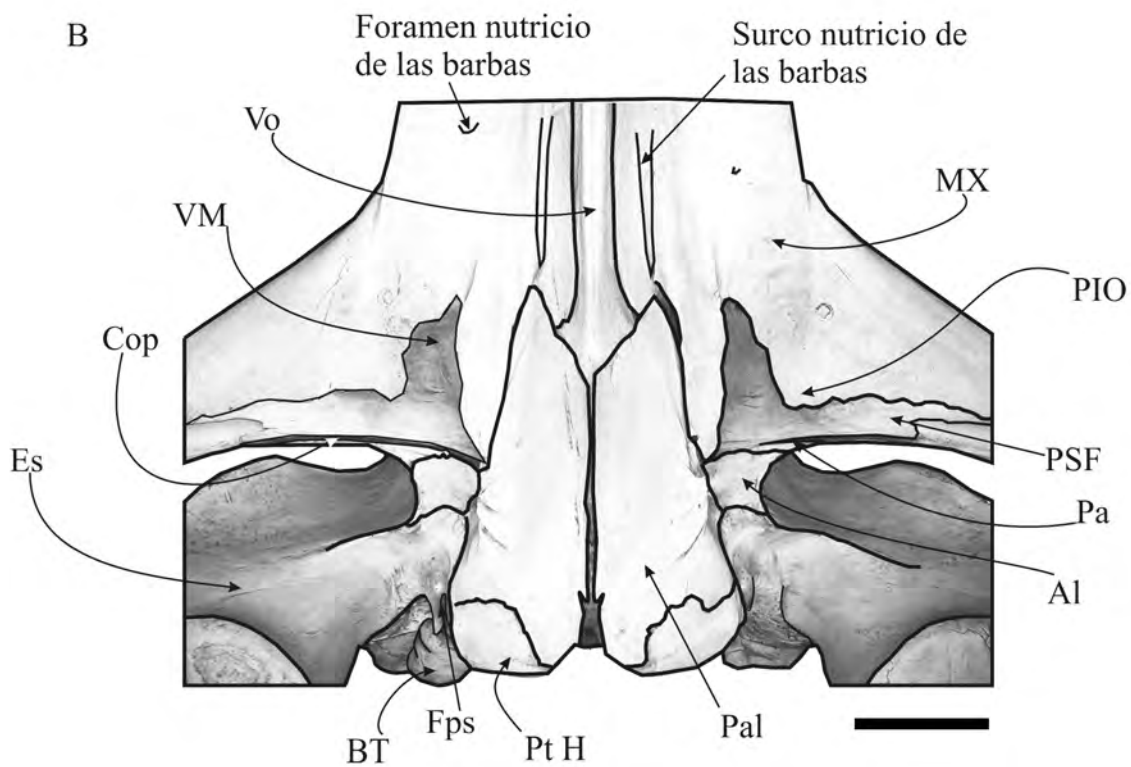 B
Foramen nutricio
de las barbas
Surco nutricio de
las barbas
Vo
VM
MX
PIO
Cop
Es
PSF
Pa
Al
BT
Fps
Pt H
Pal